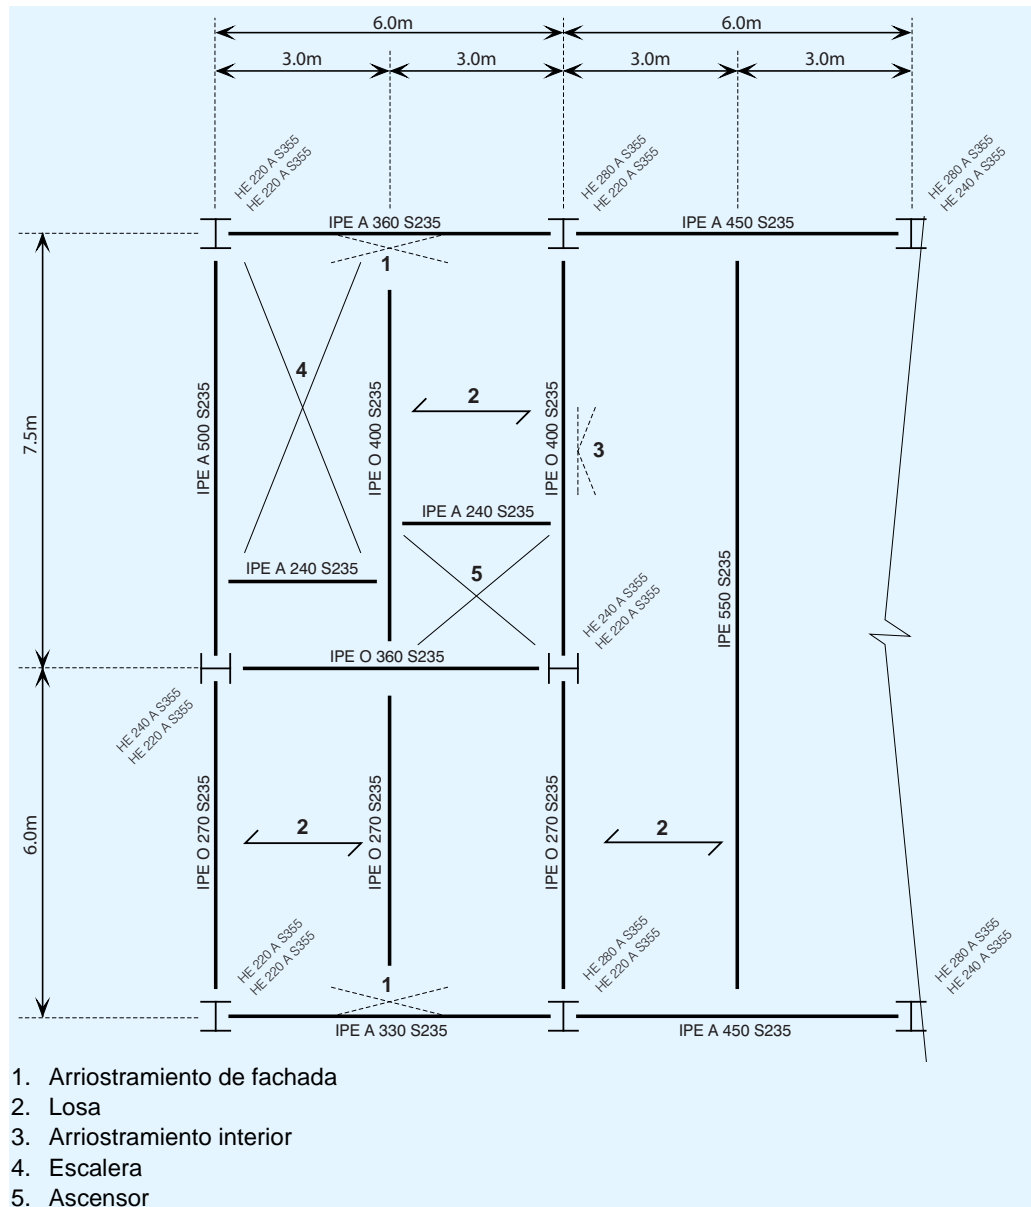 6.0m
6.0m
3.0m
3.0m
3.0m
3.0m
HE 220 A S355
HE 220 A S355
HE 280 A S355
HE 220 A S355
HE 280 A S355
HE 240 A S355
IPE A 360 S235
IPE A 450 S235
1
4
2
3
7.5m
IPE A 500 S235
IPE O 400 S235
IPE O 400 S235
IPE A 240 S235
IPE A 240 S235
5
IPE 550 S235
HE 240 A S355
HE 220 A S355
IPE O 360 S235
HE 240 A S355
HE 220 A S355
6.0m
IPE O 270 S235
2
IPE O 270 S235
IPE O 270 S235
2
HE 220 A S355
HE 220 A S355
HE 280 A S355
HE 220 A S355
HE 280 A S355
HE 240 A S355
1
IPE A 330 S235
IPE A 450 S235
1. Arriostramiento de fachada
2. Losa
3. Arriostramiento interior
4. Escalera
5. Ascensor